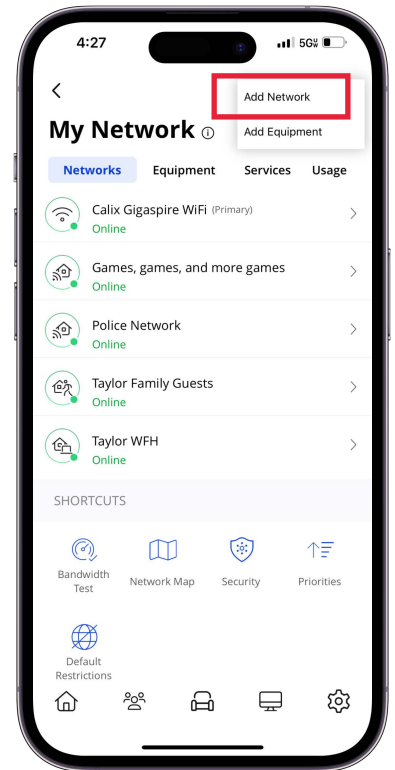 4:27
5G
Add Network
My Network
Add Equipment
Networks Equipment Services Usage
Calix Gigaspire WiFi (Primary)
Online
Games, games, and more games
Online
Police Network
Online
Taylor Family Guests
Online
Taylor WFH
Online
SHORTCUTS
Bandwidth
Test
Network Map
Security
Priorities
Default
Restrictions